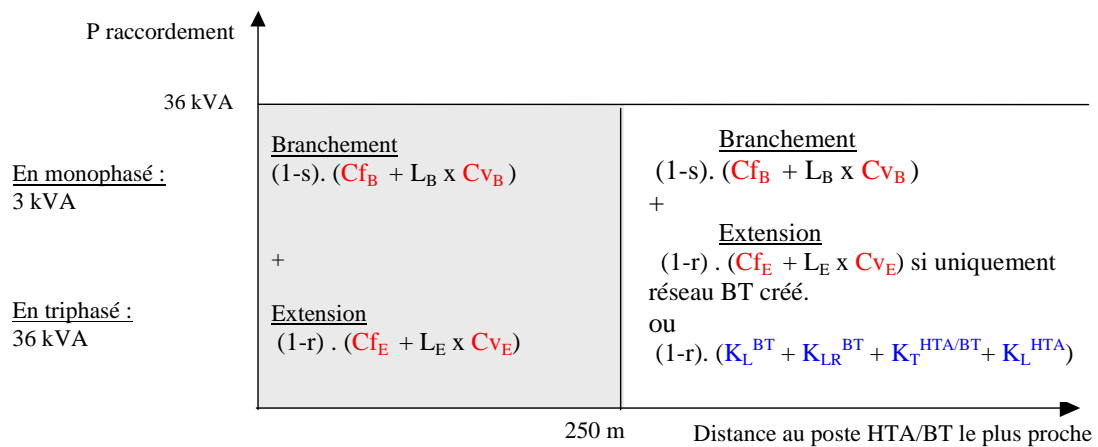 P raccordement
36 kVA
En monophasé :
3 kVA
En triphasé :
36 kVA
Branchement
(1-s). (Cf_B + L_B x Cv_B )
+
Extension
(1-r) . (Cf_E + L_E x Cv_E)
Branchement
(1-s). (Cf_B + L_B x Cv_B)
+
Extension
(1-r) . (Cf_E + L_E x Cv_E) si uniquement
réseau BT créé.
ou
(1-r). (K_L^BT + K_LR^BT + K_T^HTA/BT+ K_L^HTA)
250 m
Distance au poste HTA/BT le plus proche